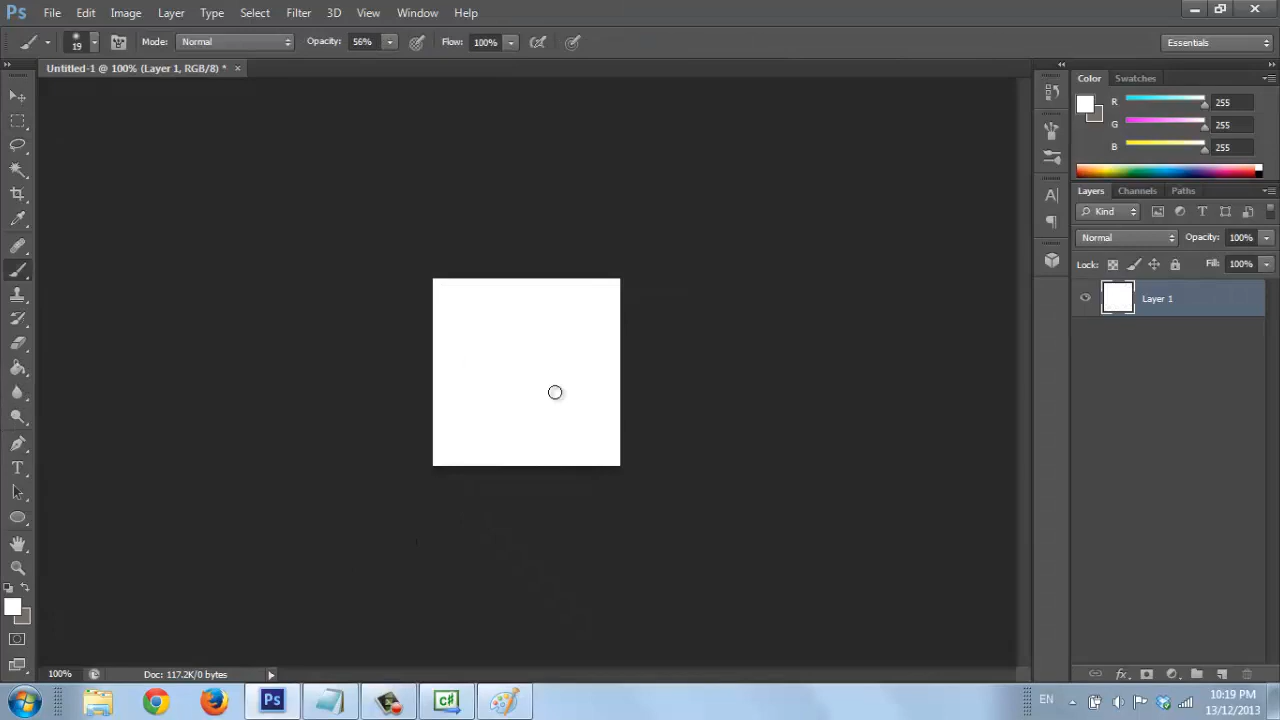 Ps File Edit Image Layer Type Select Filter 3D View Window Help
19 Mode: Normal Opacity: 56% Flow: 100% Essentials
Untitled-1 @ 100% (Layer 1, RGB/8) * ×
Color Swatches
R 255
G 255
B 255
Layers Channels Paths
Kind T
Normal Opacity: 100%
Lock: Fill: 100%
Layer 1
A
T
100% Doc: 117.2K/0 bytes
Ps C# EN 10:19 PM
13/12/2013